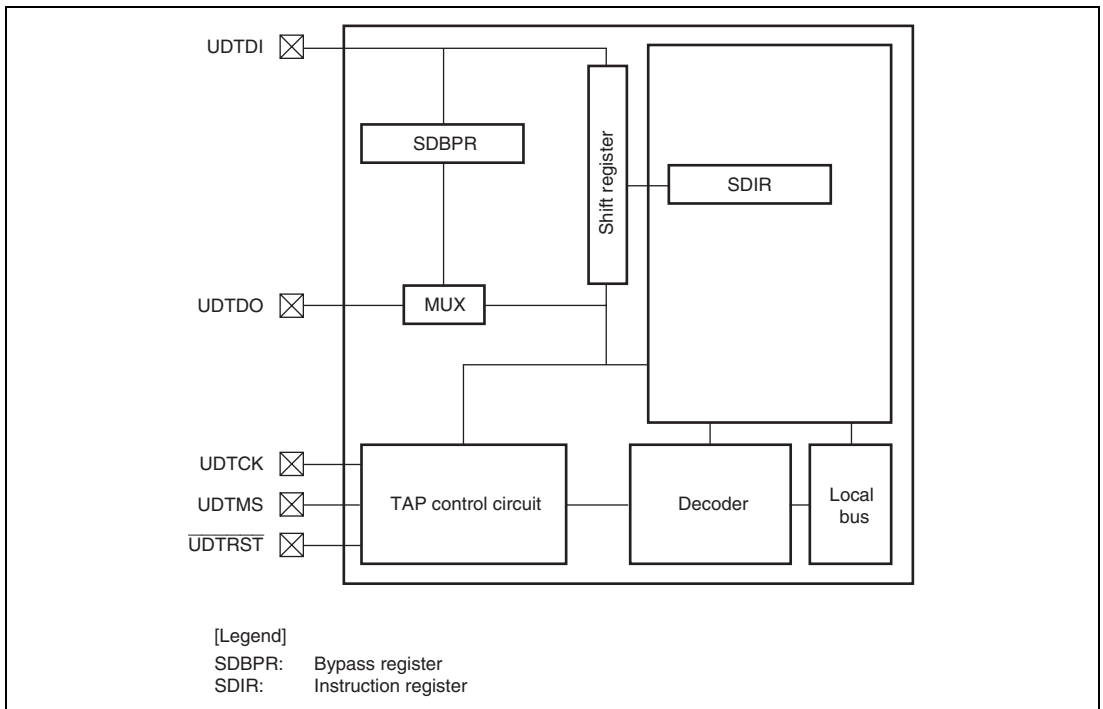 UDTDI
SDBPR
Shift register
SDIR
UDTDO
MUX
UDTCK
UDTMS
UDTRST
TAP control circuit
Decoder
Local
bus
[Legend]
SDBPR: Bypass register
SDIR: Instruction register